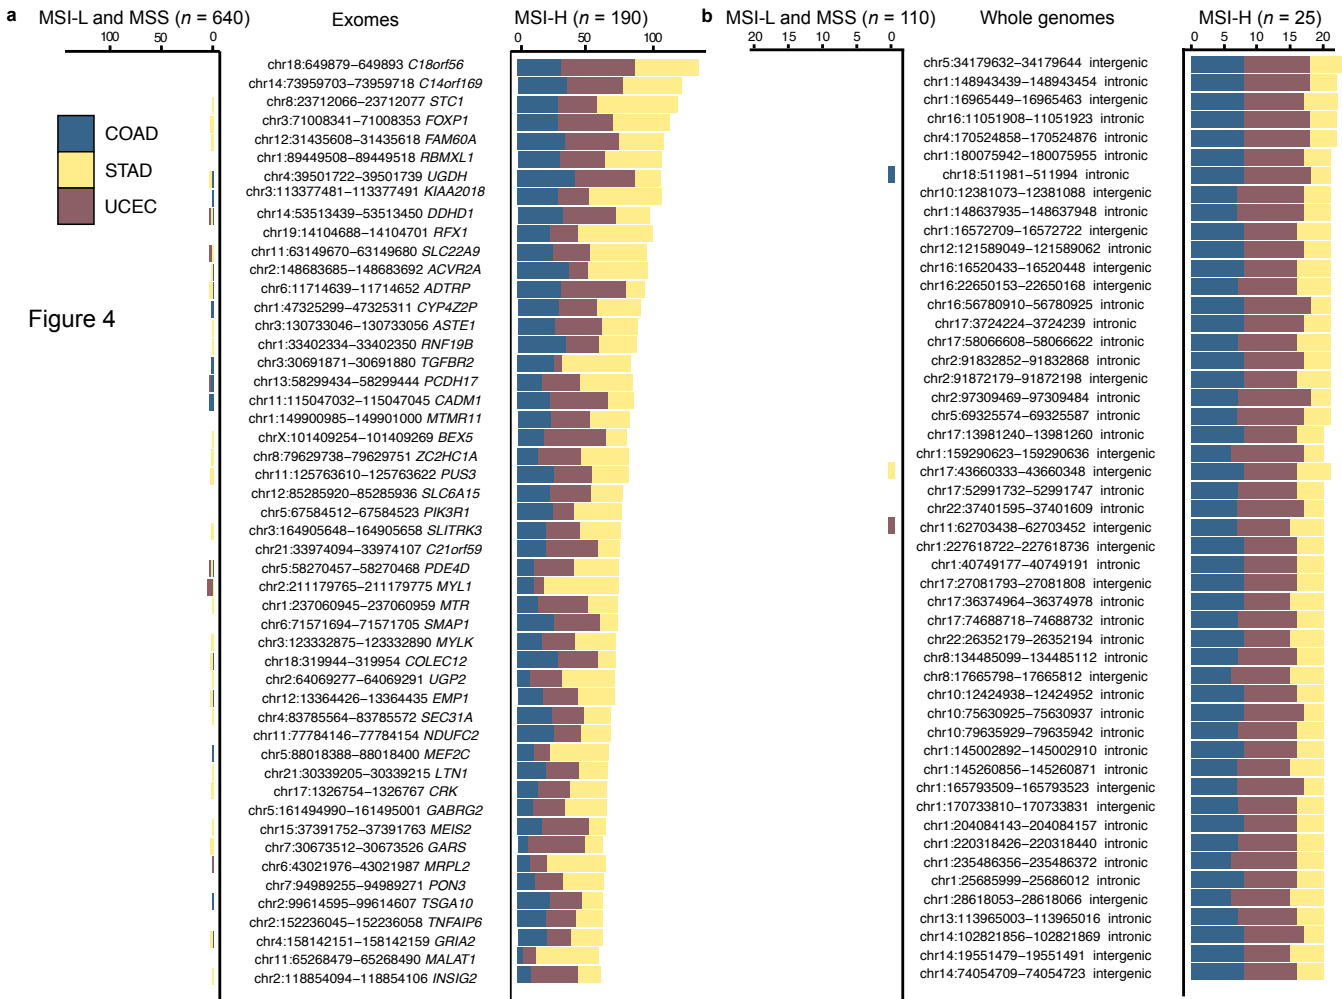 a MSI-L and MSS (n = 640) Exomes MSI-H (n = 190)
100 50 0 0 50 100
COAD
STAD
UCEC
Figure 4
chr18:649879−649893 C18orf56
chr14:73959703−73959718 C14orf169
chr8:23712066−23712077 STC1
chr3:71008341−71008353 FOXP1
chr12:31435608−31435618 FAM60A
chr1:89449508−89449518 RBMXL1
chr4:39501722−39501739 UGDH
chr3:113377481−113377491 KIAA2018
chr14:53513439−53513450 DDHD1
chr19:14104688−14104701 RFX1
chr11:63149670−63149680 SLC22A9
chr2:148683685−148683692 ACVR2A
chr6:11714639−11714652 ADTRP
chr1:47325299−47325311 CYP4Z2P
chr3:130733046−130733056 ASTE1
chr1:33402334−33402350 RNF19B
chr3:30691871−30691880 TGFBR2
chr13:58299434−58299444 PCDH17
chr11:115047032−115047045 CADM1
chr1:149900985−149901000 MTMR11
chrX:101409254−101409269 BEX5
chr8:79629738−79629751 ZC2HC1A
chr11:125763610−125763622 PUS3
chr12:85285920−85285936 SLC6A15
chr5:67584512−67584523 PIK3R1
chr3:164905648−164905658 SLITRK3
chr21:33974094−33974107 C21orf59
chr5:58270457−58270468 PDE4D
chr2:211179765−211179775 MYL1
chr1:237060945−237060959 MTR
chr6:71571694−71571705 SMAP1
chr3:123332875−123332890 MYLK
chr18:319944−319954 COLEC12
chr2:64069277−64069291 UGP2
chr12:13364426−13364435 EMP1
chr4:83785564−83785572 SEC31A
chr11:77784146−77784154 NDUFC2
chr5:88018388−88018400 MEF2C
chr21:30339205−30339215 LTN1
chr17:1326754−1326767 CRK
chr5:161494990−161495001 GABRG2
chr15:37391752−37391763 MEIS2
chr7:30673512−30673526 GARS
chr6:43021976−43021987 MRPL2
chr7:94989255−94989271 PON3
chr2:99614595−99614607 TSGA10
chr2:152236045−152236058 TNFAIP6
chr4:158142151−158142159 GRIA2
chr11:65268479−65268490 MALAT1
chr2:118854094−118854106 INSIG2
b MSI-L and MSS (n = 110) Whole genomes MSI-H (n = 25)
20 15 10 5 0 0 5 10 15 20
chr5:34179632−34179644 intergenic
chr1:148943439−148943454 intronic
chr1:16965449−16965463 intergenic
chr16:11051908−11051923 intronic
chr4:170524858−170524876 intronic
chr1:180075942−180075955 intronic
chr18:511981−511994 intronic
chr10:12381073−12381088 intergenic
chr1:148637935−148637948 intronic
chr1:16572709−16572722 intergenic
chr12:121589049−121589062 intronic
chr16:16520433−16520448 intergenic
chr16:22650153−22650168 intergenic
chr16:56780910−56780925 intronic
chr17:3724224−3724239 intronic
chr17:58066608−58066622 intronic
chr2:91832852−91832868 intronic
chr2:91872179−91872198 intergenic
chr2:97309469−97309484 intronic
chr5:69325574−69325587 intronic
chr17:13981240−13981260 intronic
chr1:159290623−159290636 intergenic
chr17:43660333−43660348 intergenic
chr17:52991732−52991747 intronic
chr22:37401595−37401609 intronic
chr11:62703438−62703452 intergenic
chr1:227618722−227618736 intergenic
chr1:40749177−40749191 intronic
chr17:27081793−27081808 intergenic
chr17:36374964−36374978 intronic
chr17:74688718−74688732 intronic
chr22:26352179−26352194 intronic
chr8:134485099−134485112 intronic
chr8:17665798−17665812 intergenic
chr10:12424938−12424952 intronic
chr10:75630925−75630937 intronic
chr10:79635929−79635942 intronic
chr1:145002892−145002910 intronic
chr1:145260856−145260871 intronic
chr1:165793509−165793523 intergenic
chr1:170733810−170733831 intergenic
chr1:204084143−204084157 intronic
chr1:220318426−220318440 intronic
chr1:235486356−235486372 intronic
chr1:25685999−25686012 intronic
chr1:28618053−28618066 intergenic
chr13:113965003−113965016 intronic
chr14:102821856−102821869 intronic
chr14:19551479−19551491 intergenic
chr14:74054709−74054723 intergenic